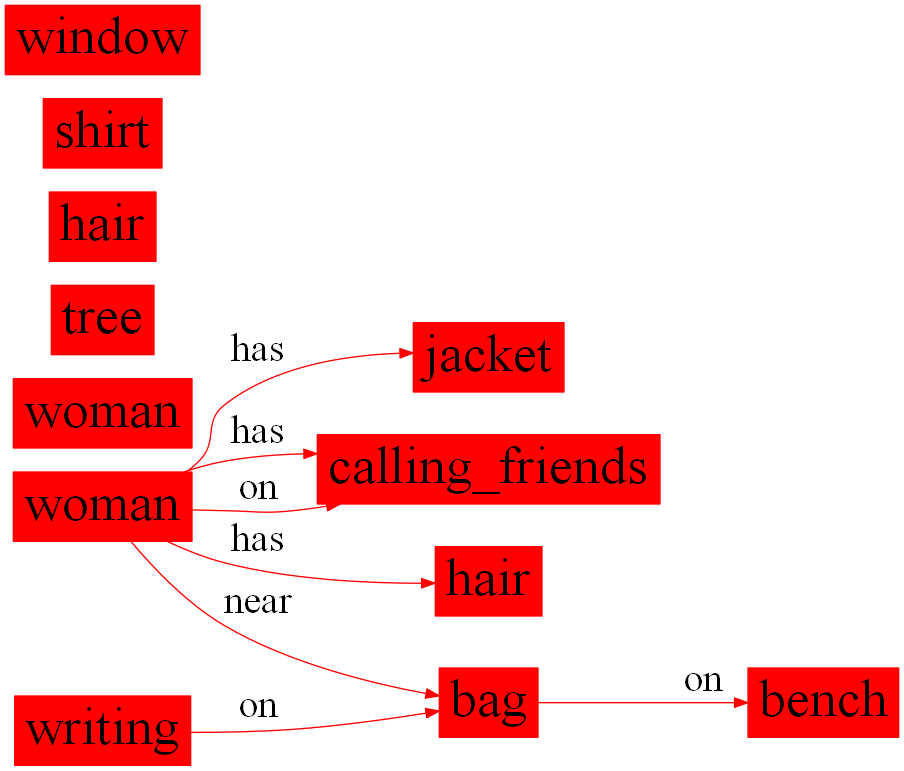 window
shirt
hair
tree
has
jacket
woman
has
calling_friends
woman
on
has
hair
near
bag
on
bench
writing
on